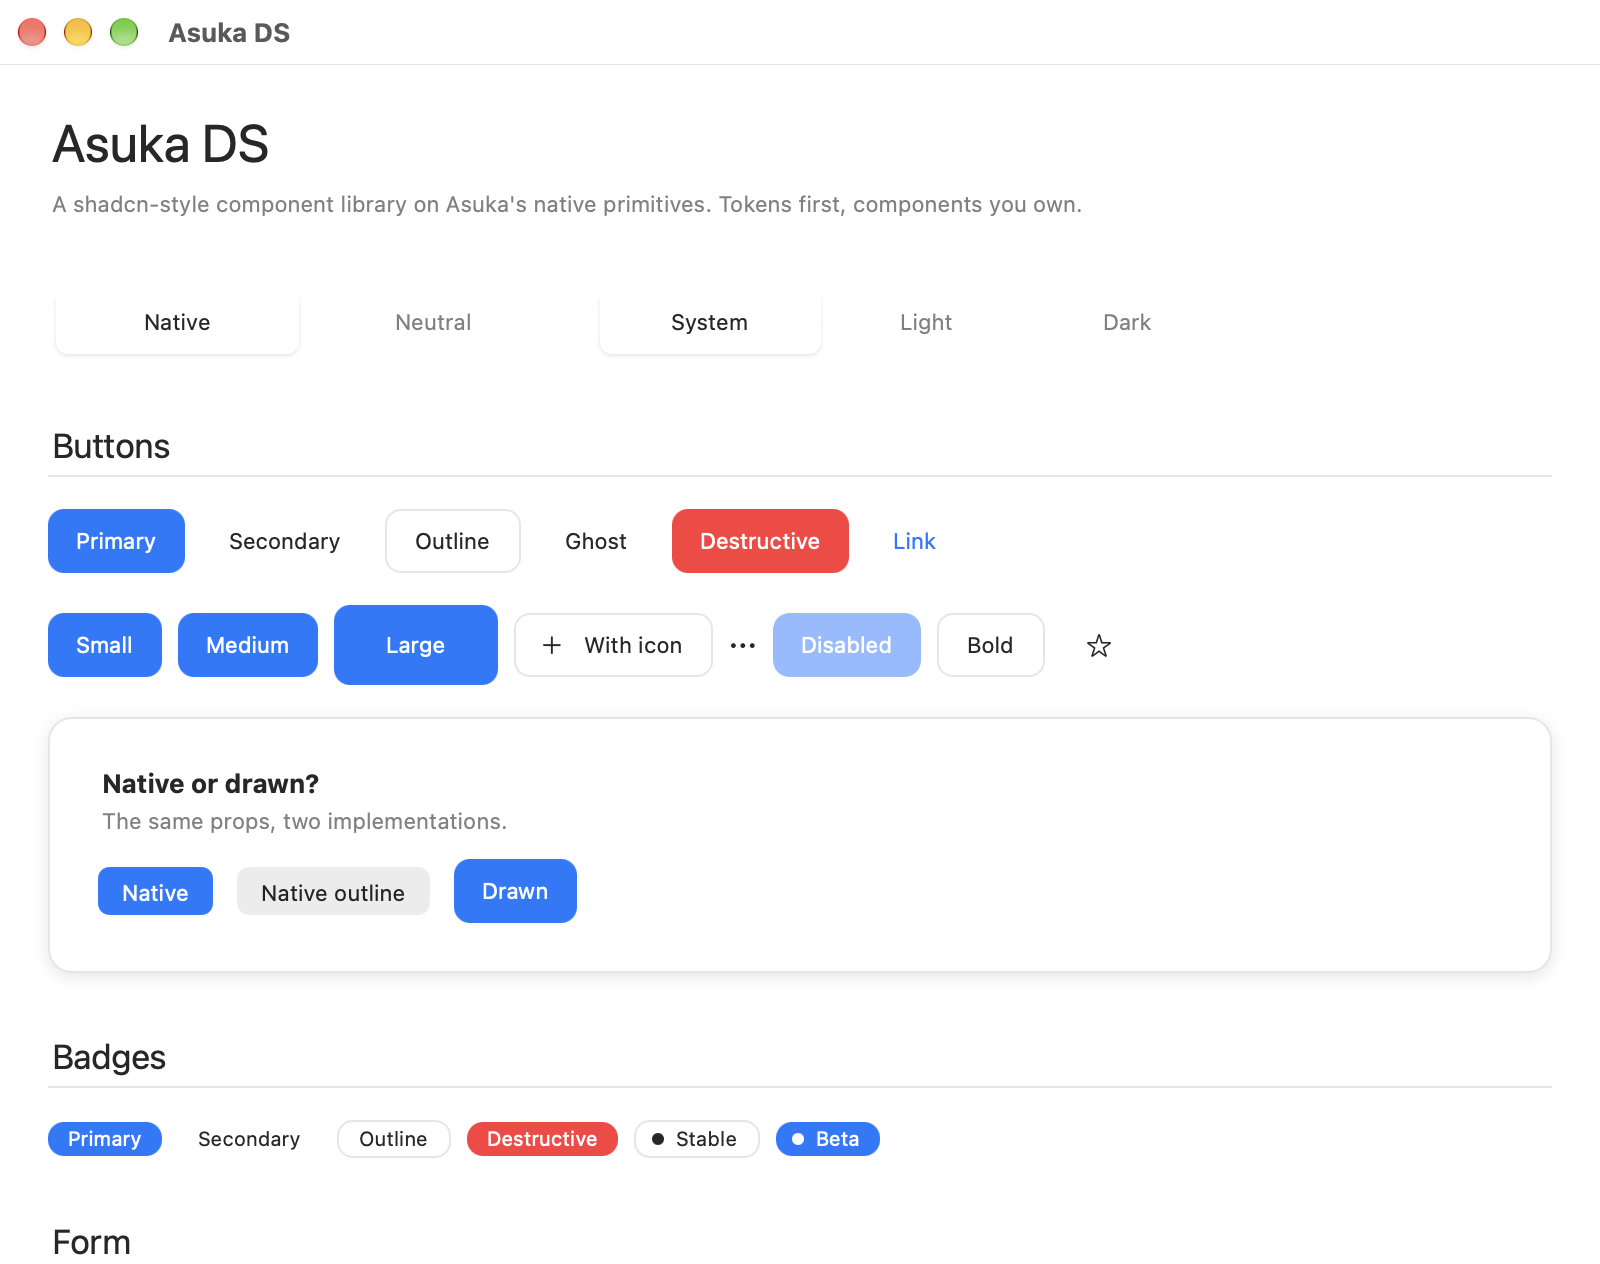 Asuka DS
Asuka DS
A shadcn-style component library on Asuka's native primitives. Tokens first, components you own.
Native Neutral System Light Dark
Buttons
Primary Secondary Outline Ghost Destructive Link
Small Medium Large With icon Disabled Bold
Native or drawn?
The same props, two implementations.
Native Native outline Drawn
Badges
Primary Secondary Outline Destructive Stable Beta
Form